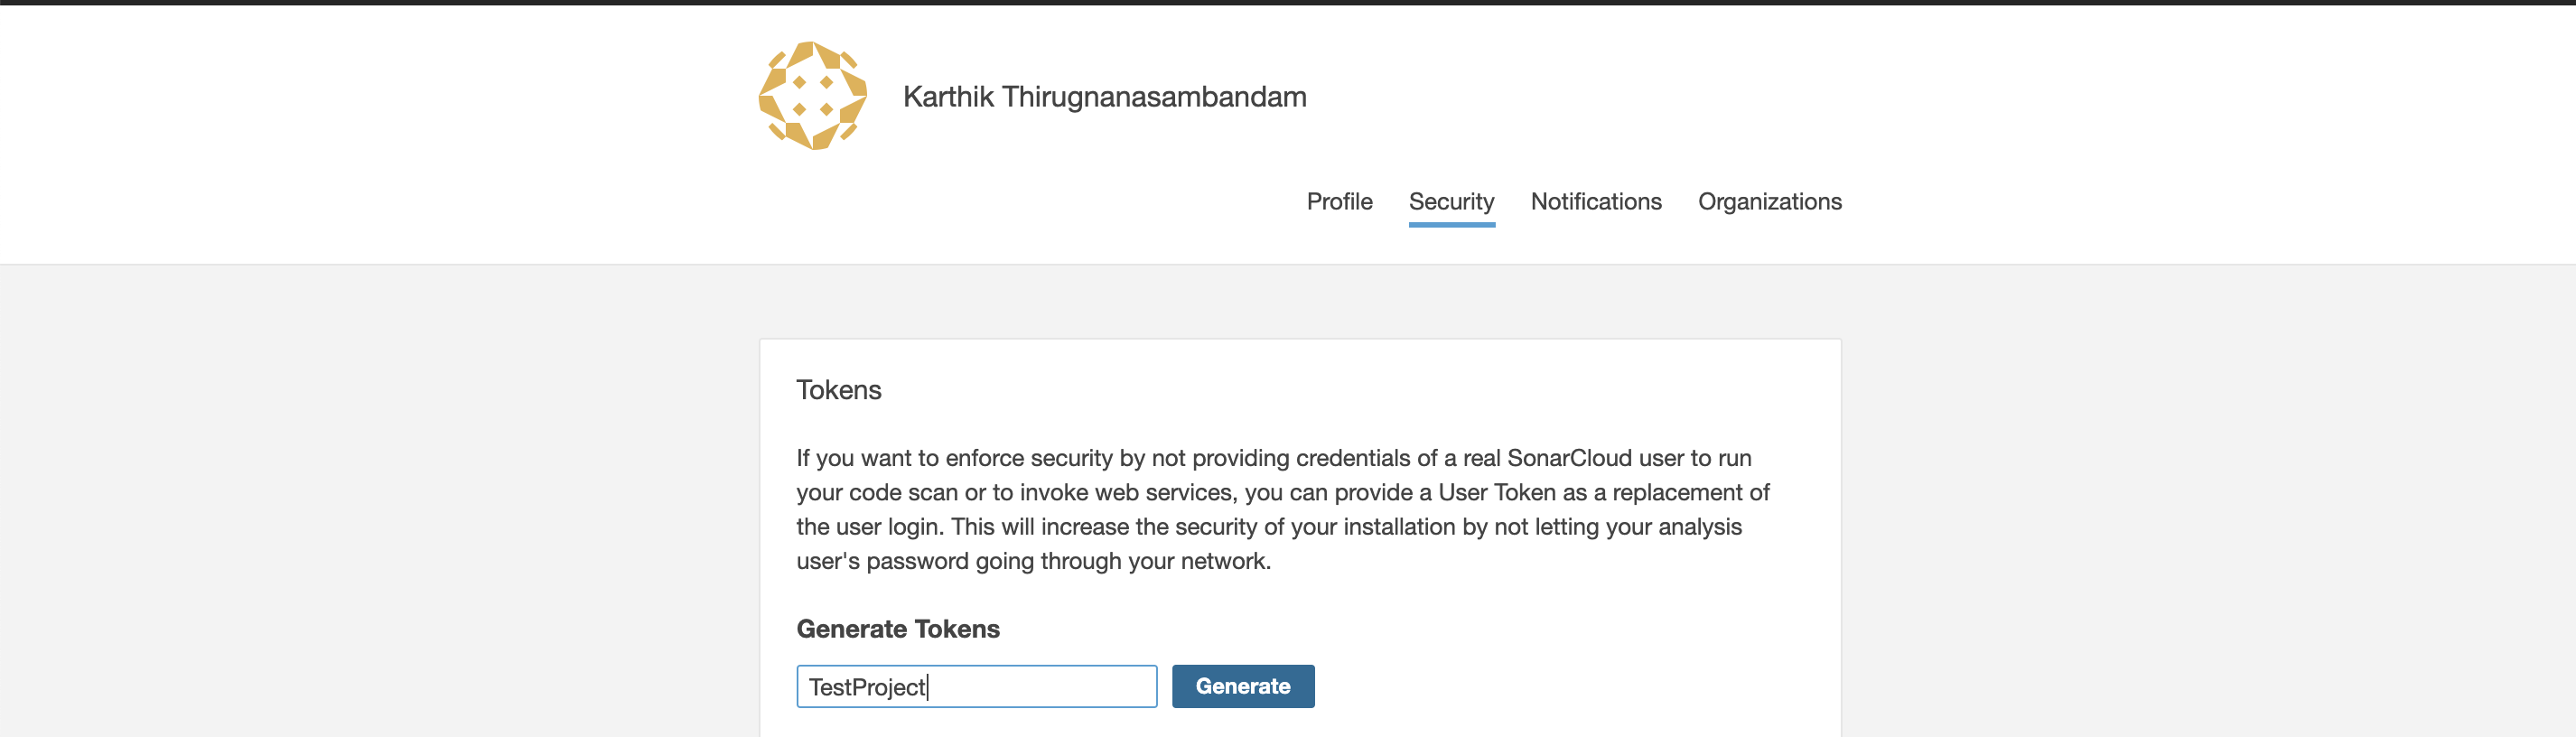 Karthik Thirugnanasambandam
Profile Security Notifications Organizations
Tokens
If you want to enforce security by not providing credentials of a real SonarCloud user to run
your code scan or to invoke web services, you can provide a User Token as a replacement of
the user login. This will increase the security of your installation by not letting your analysis
user's password going through your network.
Generate Tokens
TestProject Generate